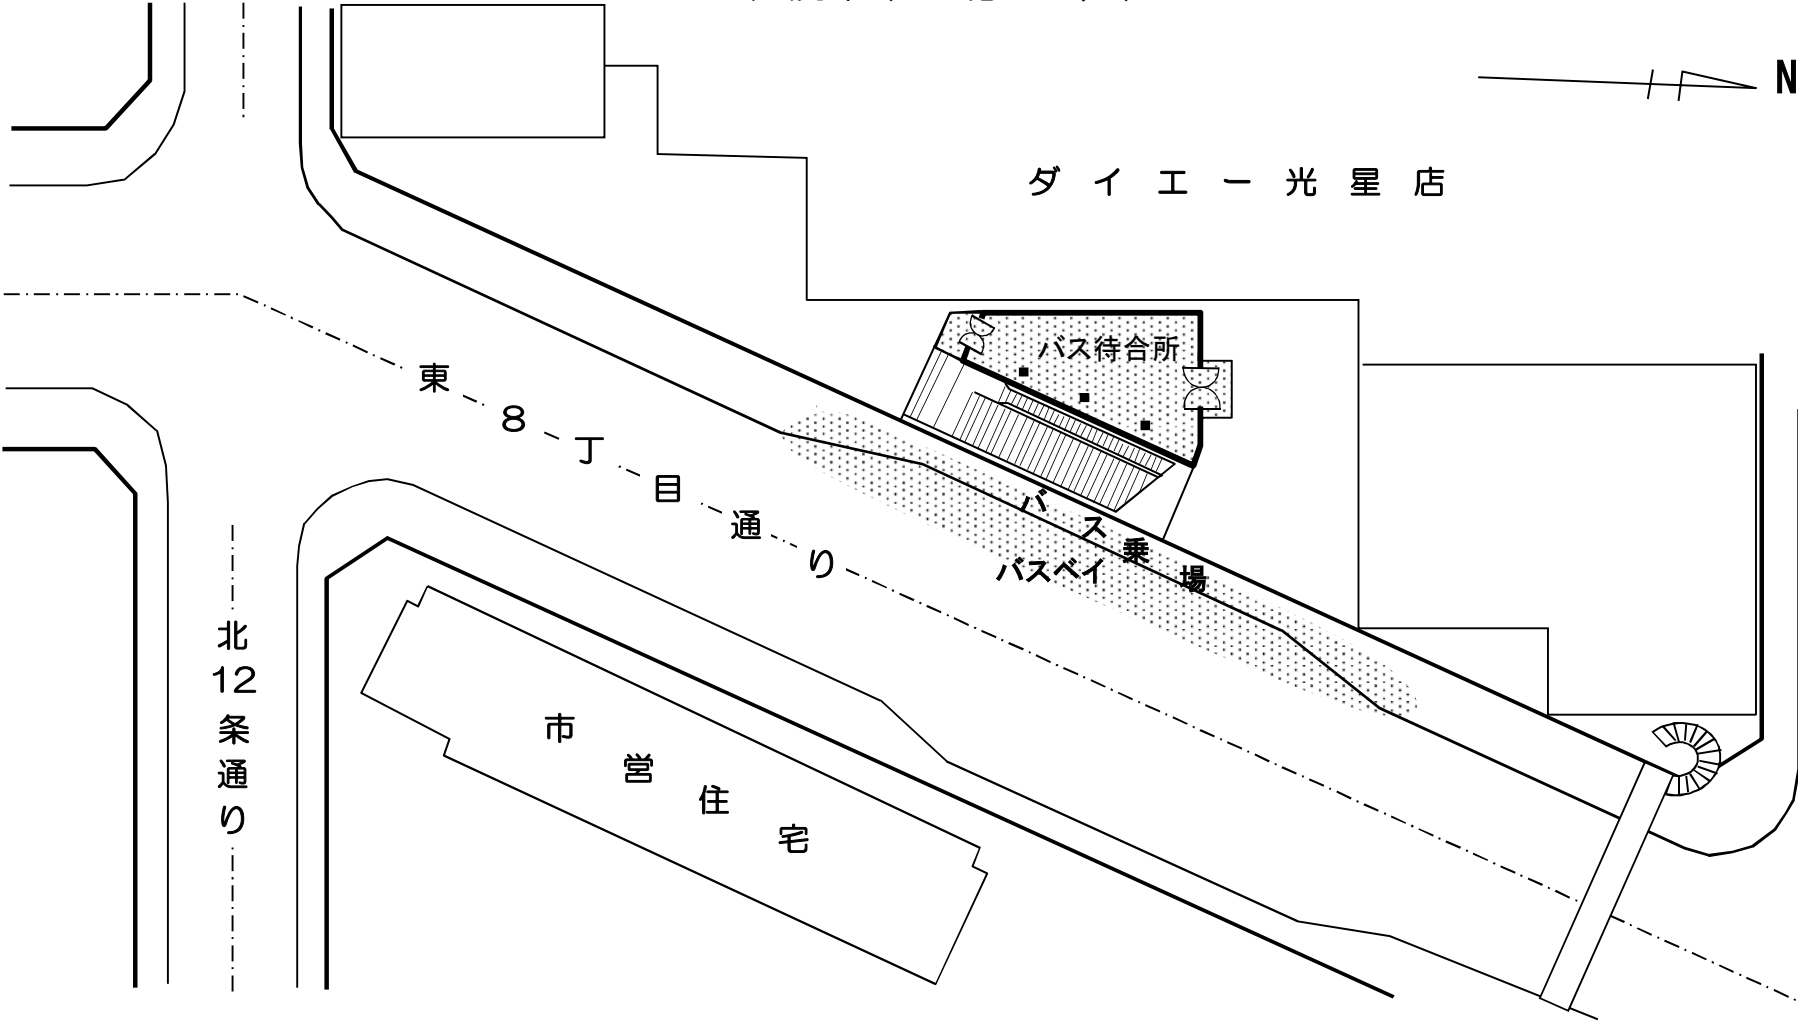 N
ダイエー光星店
バス待合所
東8丁目通り
バス乗場
バスベイ
北12条通り
市営住宅